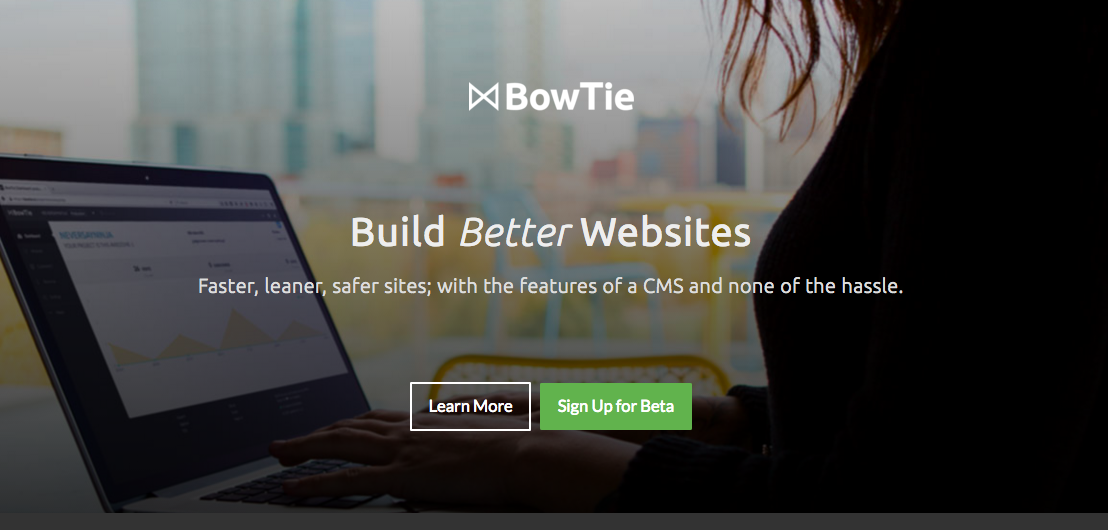 BowTie
Build Better Websites
Faster, leaner, safer sites; with the features of a CMS and none of the hassle.
Learn More
Sign Up for Beta